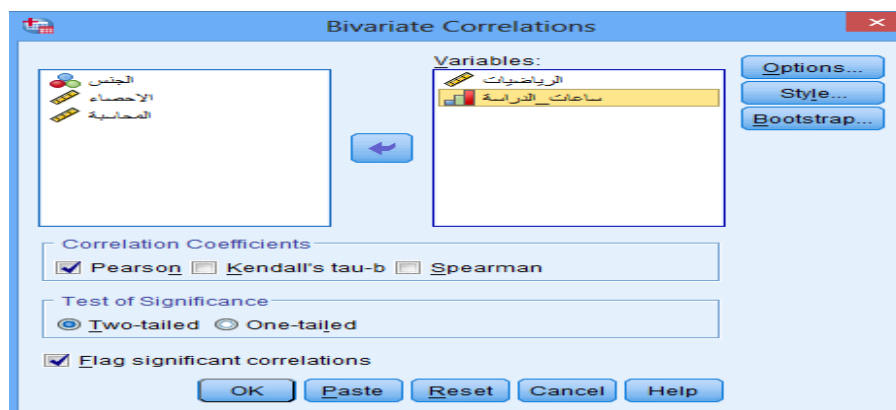 Bivariate Correlations
الجنس
الاحصاء
المحاسبة
Variables:
الرياضيات
ساعات_الدراسة
Options...
Style...
Bootstrap...
Correlation Coefficients
Pearson Kendall's tau-b Spearman
Test of Significance
Two-tailed One-tailed
Flag significant correlations
OK Paste Reset Cancel Help